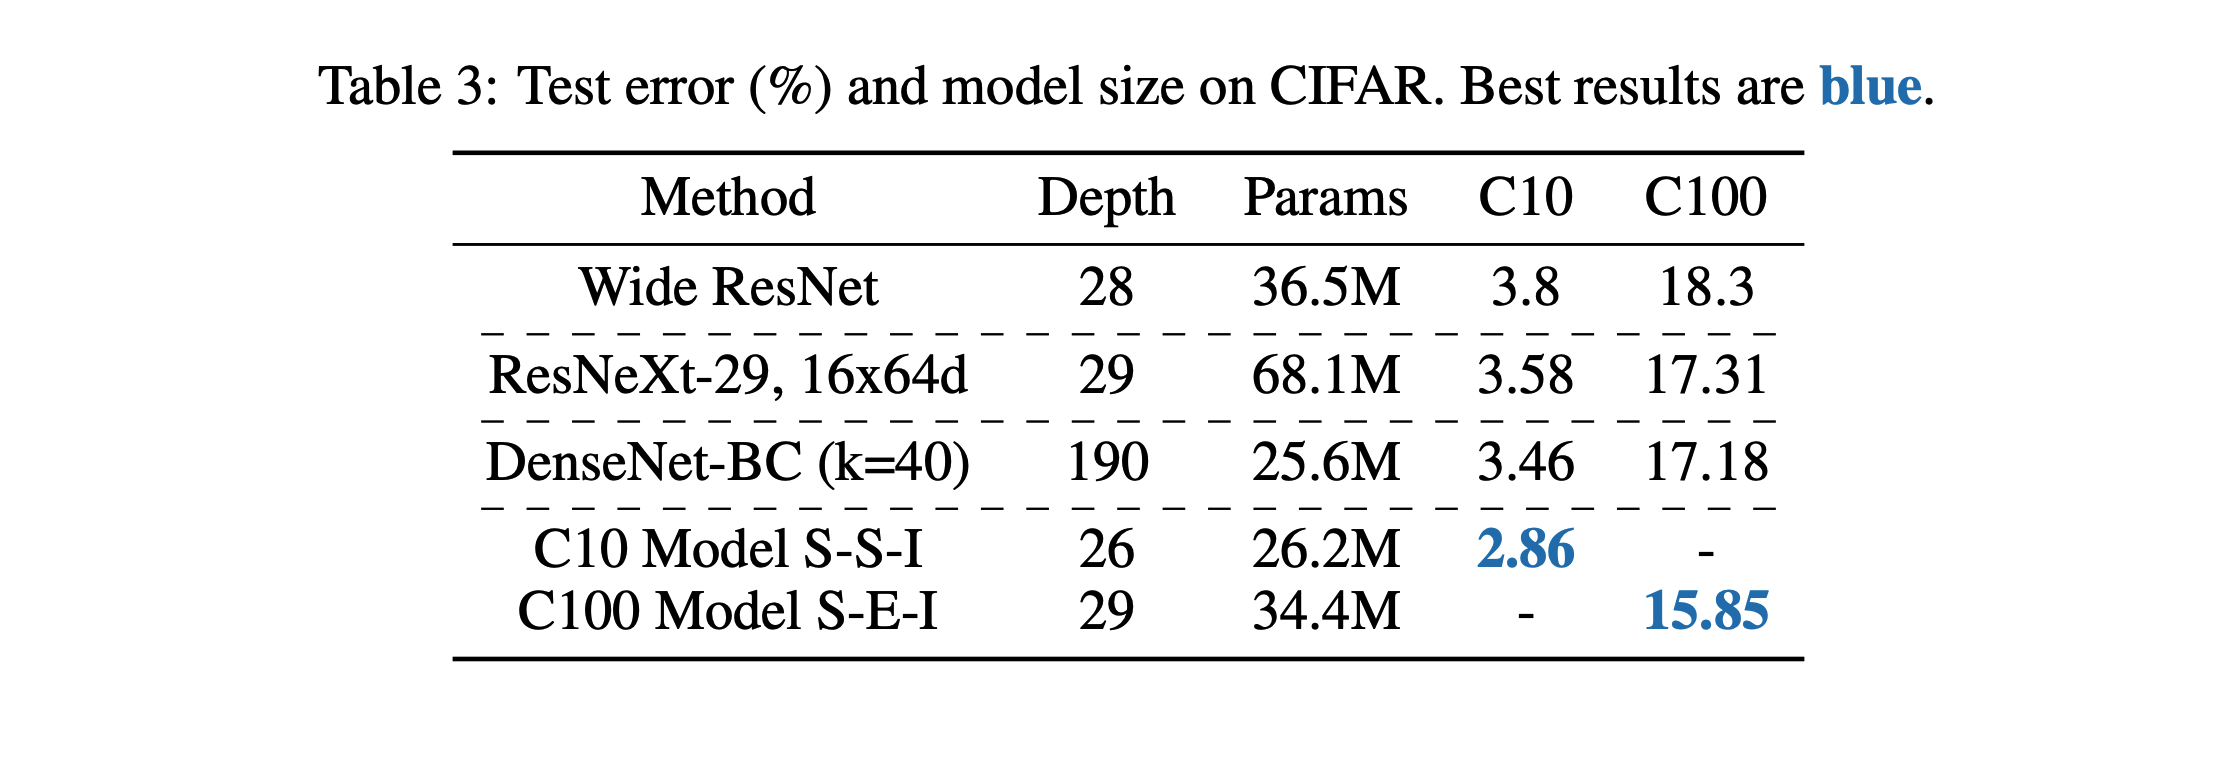 Table 3: Test error (%) and model size on CIFAR. Best results are blue.
Method Depth Params C10 C100
Wide ResNet 28 36.5M 3.8 18.3
ResNeXt-29, 16x64d 29 68.1M 3.58 17.31
DenseNet-BC (k=40) 190 25.6M 3.46 17.18
C10 Model S-S-I 26 26.2M 2.86 -
C100 Model S-E-I 29 34.4M - 15.85